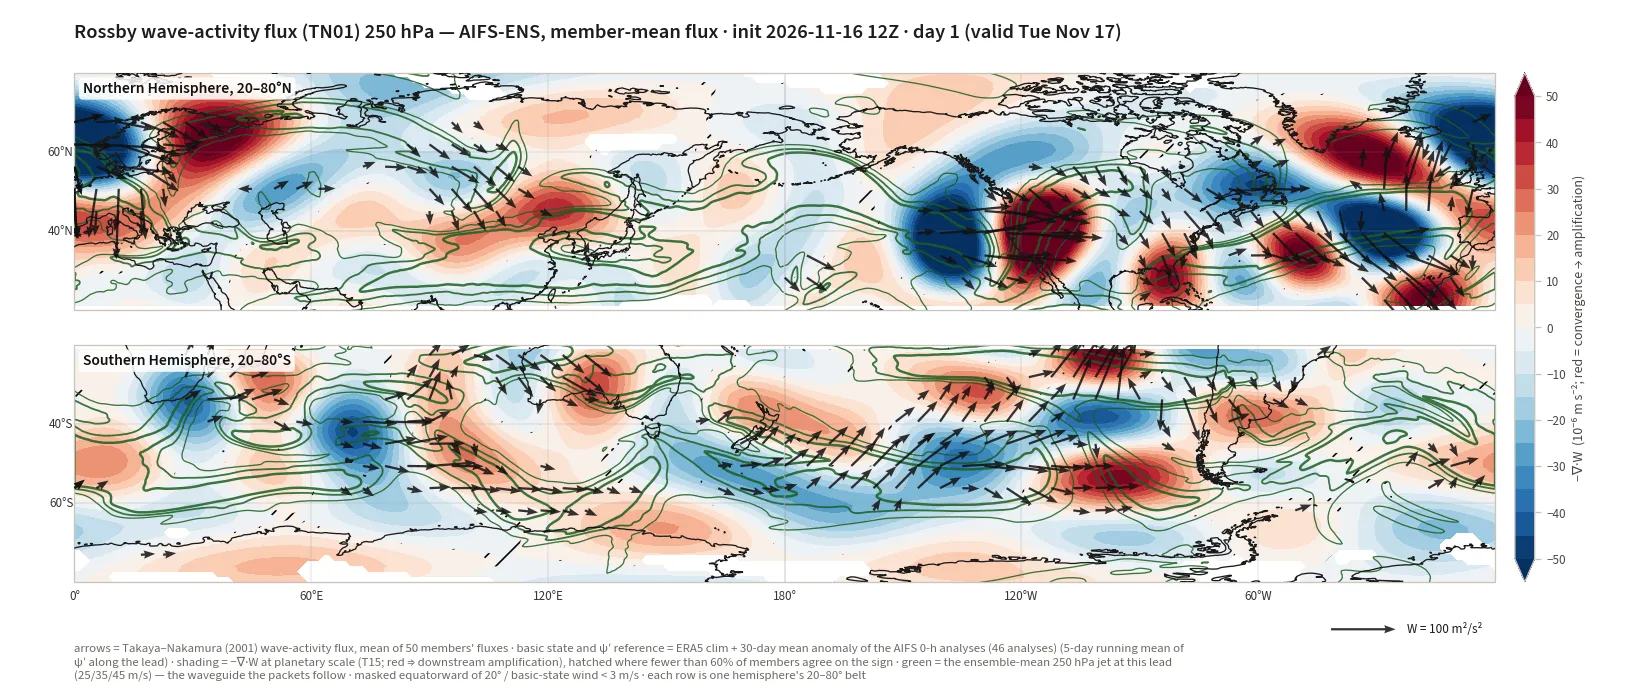 Rossby wave-activity flux (TN01) 250 hPa — AIFS-ENS, member-mean flux · init 2026-11-16 12Z · day 1 (valid Tue Nov 17)
Northern Hemisphere, 20–80°N
60°N
40°N
Southern Hemisphere, 20–80°S
40°S
60°S
0°
60°E
120°E
180°
120°W
60°W
50
40
30
20
10
0
−10
−20
−30
−40
−50
−∇·W (10⁻⁶ m s⁻²; red = convergence → amplification)
W = 100 m²/s²
arrows = Takaya–Nakamura (2001) wave-activity flux, mean of 50 members' fluxes · basic state and ψ' reference = ERA5 clim + 30-day mean anomaly of the AIFS 0-h analyses (46 analyses) (5-day running mean of
ψ' along the lead) · shading = −∇·W at planetary scale (T15; red ⇒ downstream amplification), hatched where fewer than 60% of members agree on the sign · green = the ensemble-mean 250 hPa jet at this lead
(25/35/45 m/s) — the waveguide the packets follow · masked equatorward of 20° / basic-state wind < 3 m/s · each row is one hemisphere's 20–80° belt